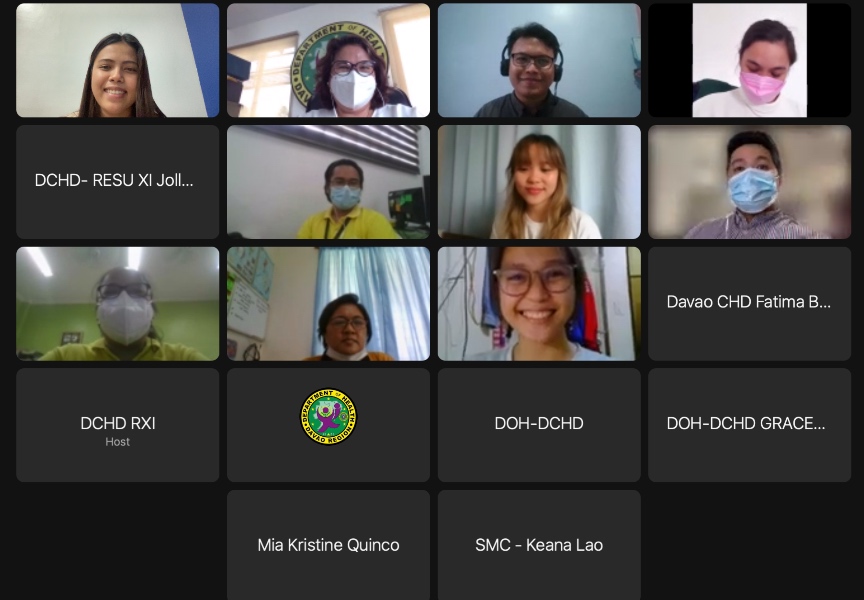 DEPARTMENT OF HEAL
DCHD- RESU XI Joll...
Davao CHD Fatima B...
DCHD RXI
Host
DEPARTMENT OF HEALTH
DAVAO REGION
DOH-DCHD
DOH-DCHD GRACE...
Mia Kristine Quinco
SMC - Keana Lao